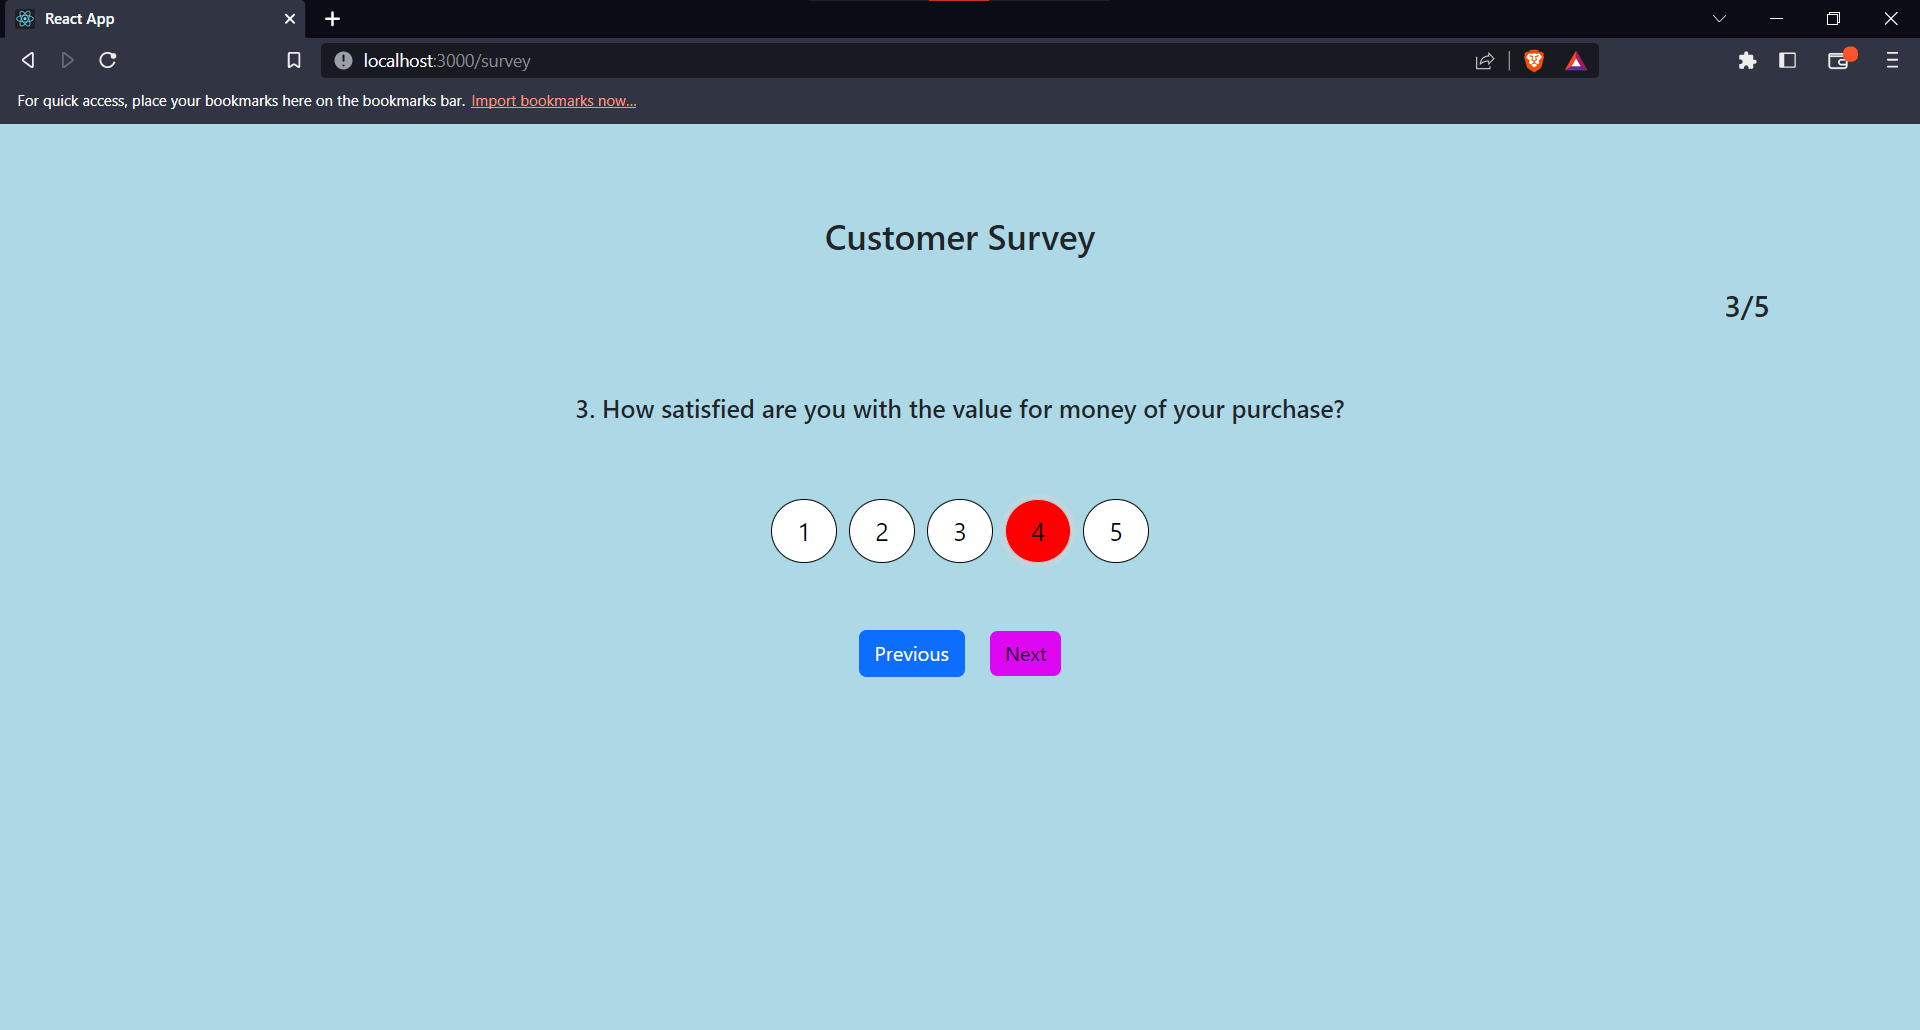 React App
localhost:3000/survey
For quick access, place your bookmarks here on the bookmarks bar. Import bookmarks now...
Customer Survey
3/5
3. How satisfied are you with the value for money of your purchase?
1 2 3 4 5
Previous Next